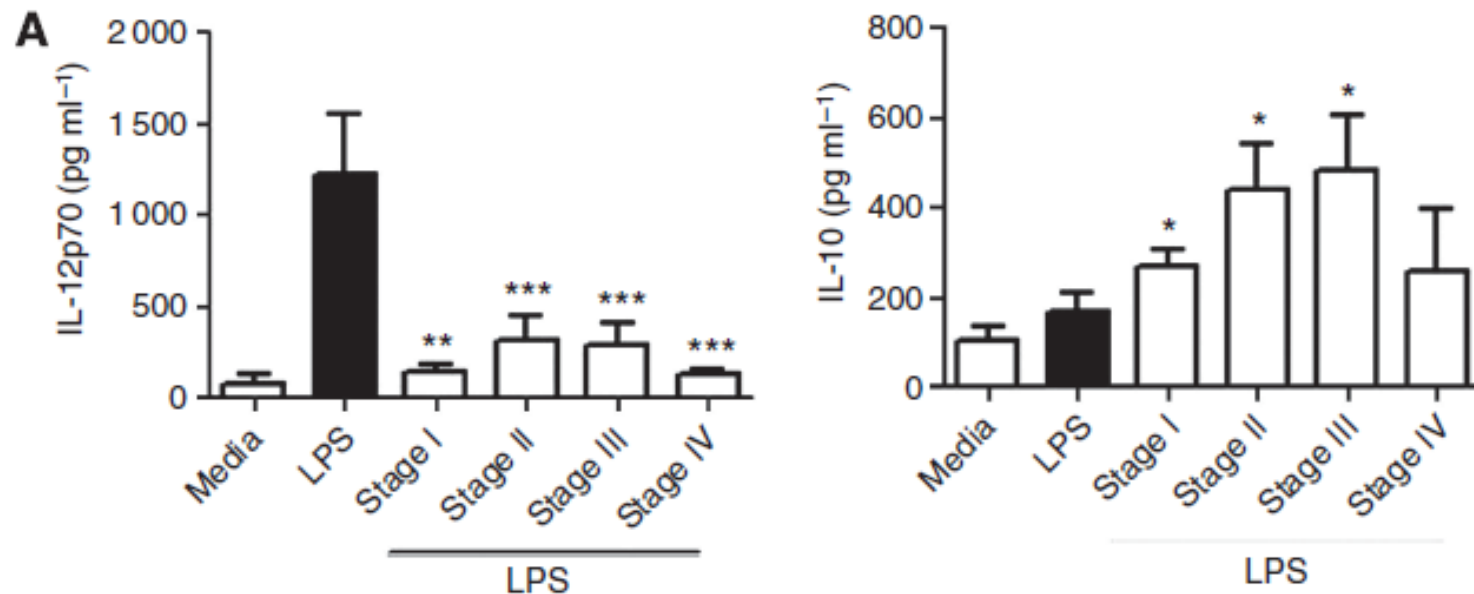 A
IL-12p70 (pg ml⁻¹)
2 000
1 500
1 000
500
0
**
***
***
***
Media
LPS
Stage I
Stage II
Stage III
Stage IV
LPS
IL-10 (pg ml⁻¹)
800
600
400
200
0
*
*
*
Media
LPS
Stage I
Stage II
Stage III
Stage IV
LPS